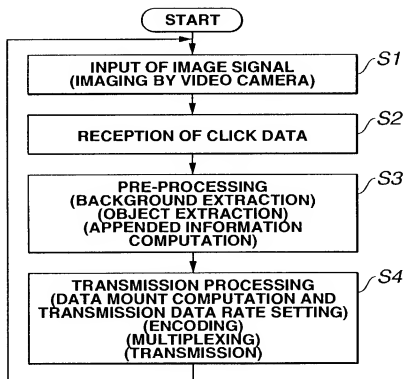 START
INPUT OF IMAGE SIGNAL
(IMAGING BY VIDEO CAMERA)
S1
RECEPTION OF CLICK DATA
S2
PRE-PROCESSING
(BACKGROUND EXTRACTION)
(OBJECT EXTRACTION)
(APPENDED INFORMATION
COMPUTATION)
S3
TRANSMISSION PROCESSING
(DATA MOUNT COMPUTATION AND
TRANSMISSION DATA RATE SETTING)
(ENCODING)
(MULTIPLEXING)
(TRANSMISSION)
S4